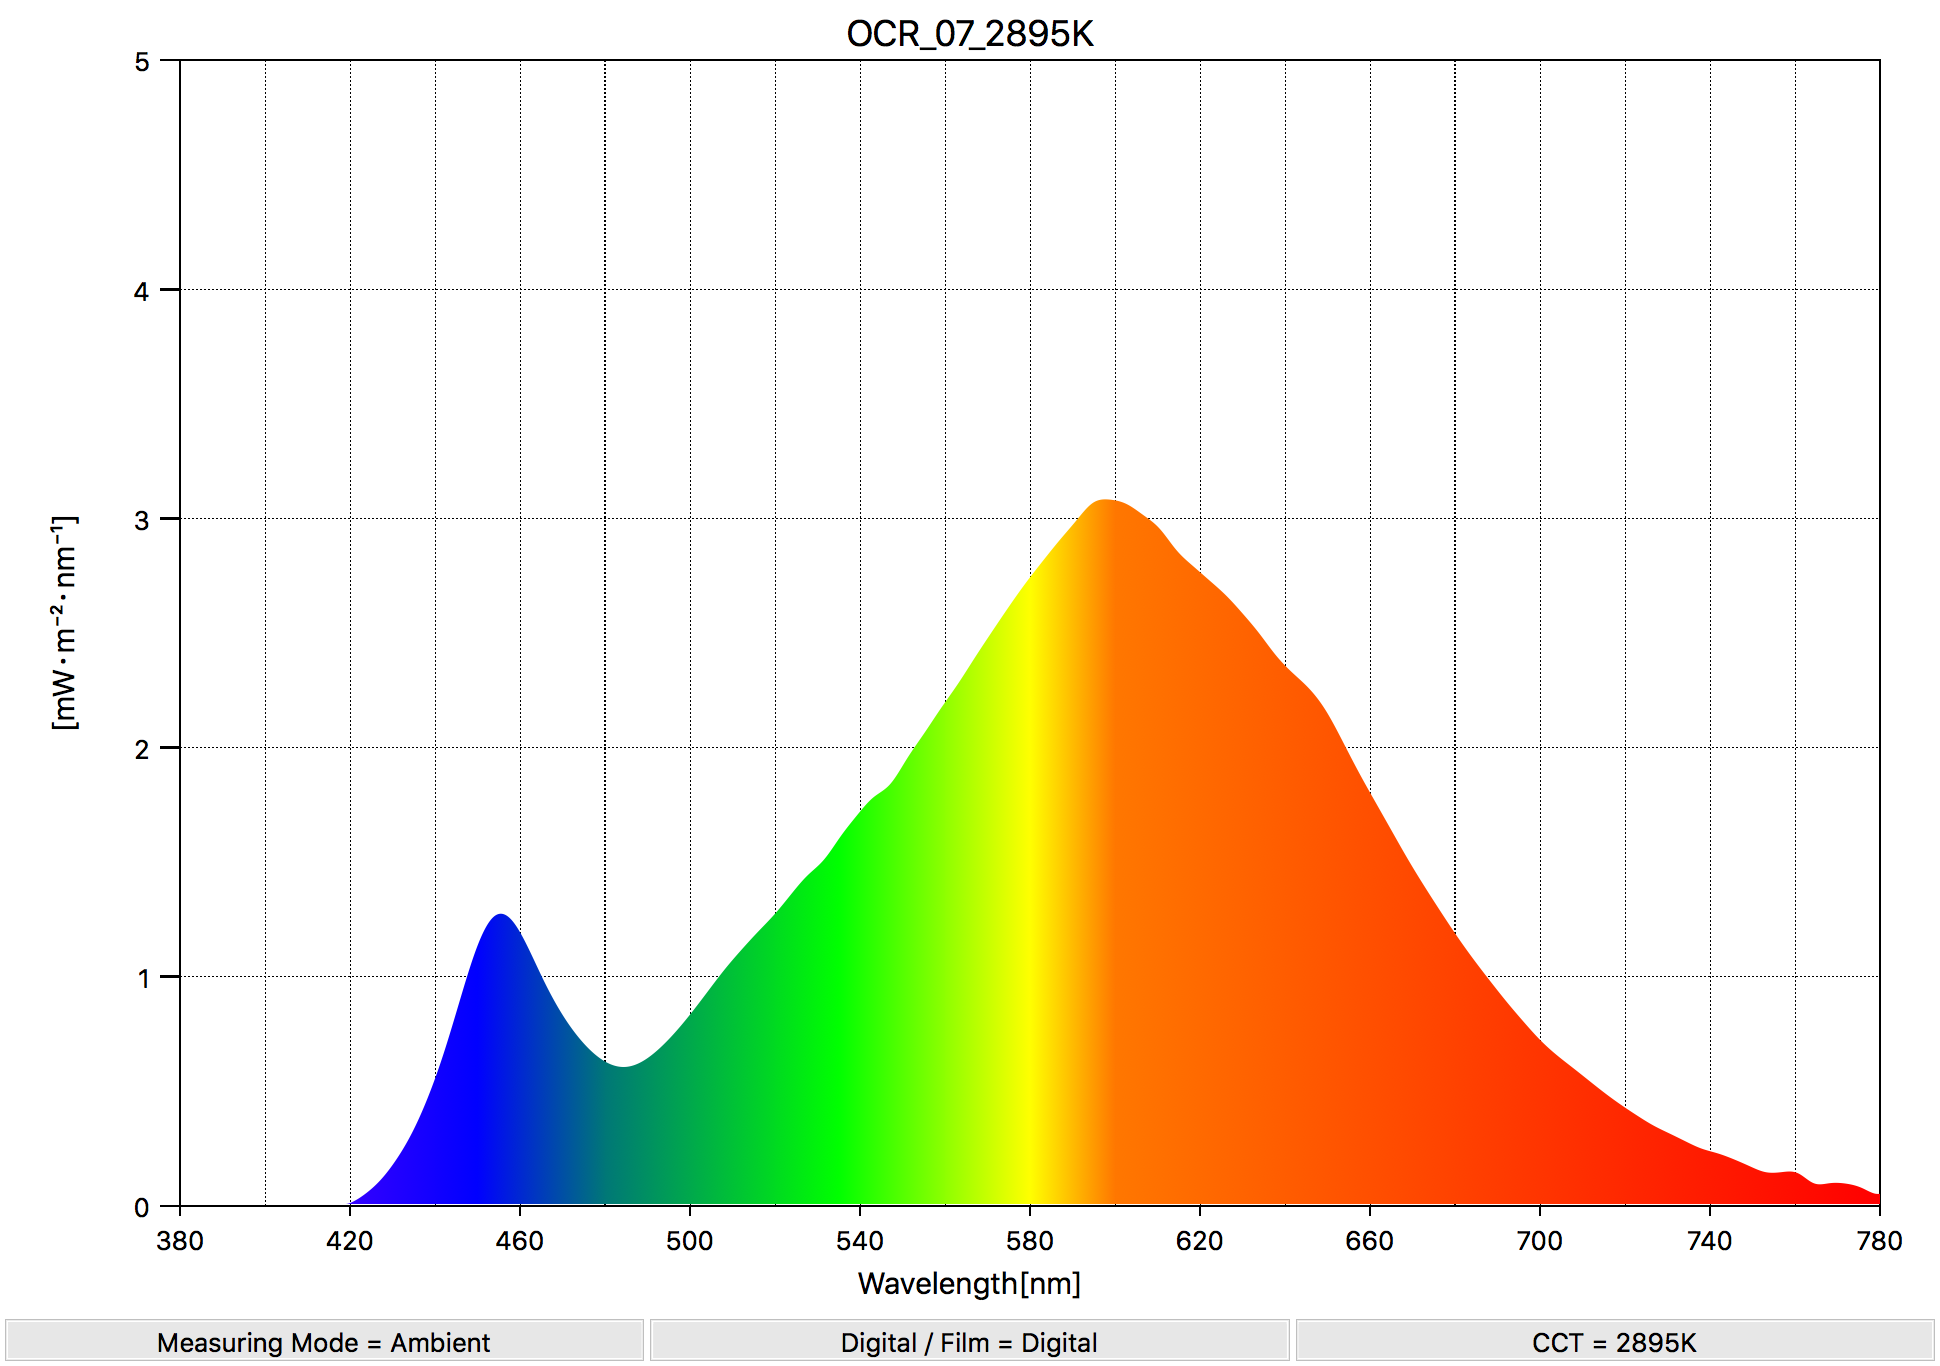 OCR_07_2895K
5
4
3
2
1
0
[mW·m⁻²·nm⁻¹]
380 420 460 500 540 580 620 660 700 740 780
Wavelength[nm]
Measuring Mode = Ambient
Digital / Film = Digital
CCT = 2895K